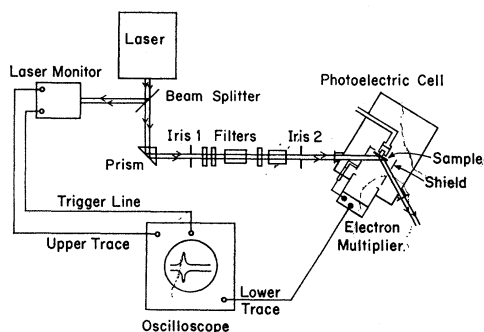 Laser
Laser Monitor
Beam Splitter
Photoelectric Cell
Iris 1
Filters
Iris 2
Prism
Sample
Shield
Trigger Line
Upper Trace
Electron
Multiplier
Lower
Trace
Oscilloscope